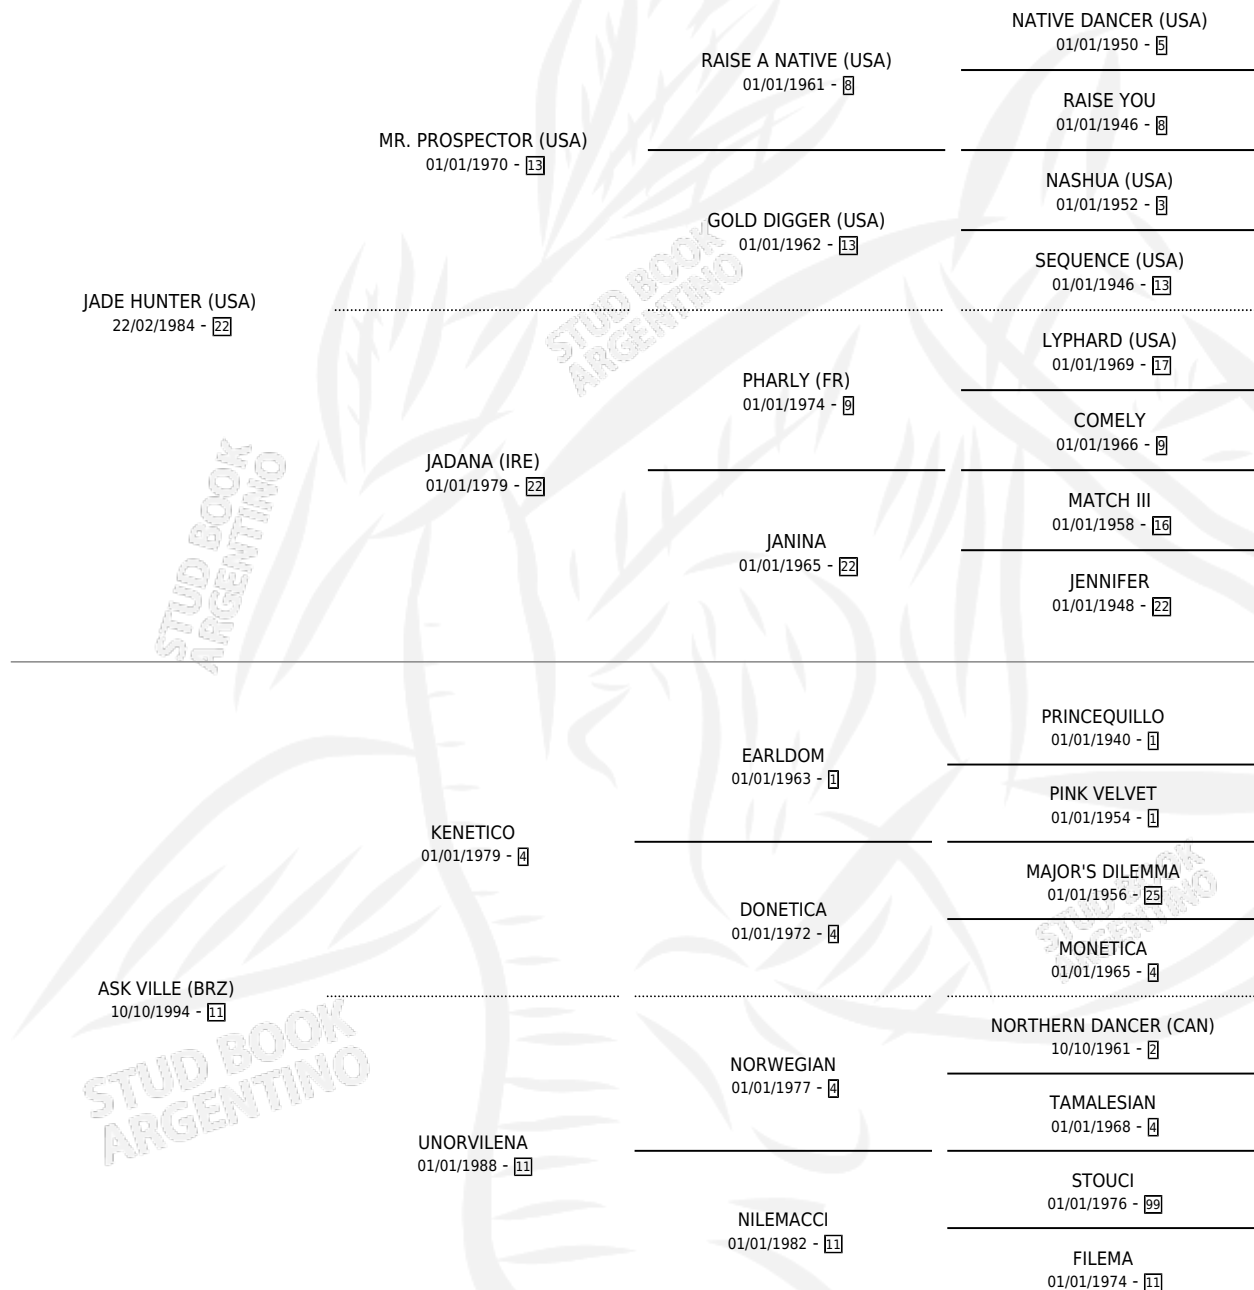 NATIVE DANCER (USA)
01/01/1950 - 5
RAISE A NATIVE (USA)
01/01/1961 - 8
RAISE YOU
01/01/1946 - 8
MR. PROSPECTOR (USA)
01/01/1970 - 13
NASHUA (USA)
01/01/1952 - 3
GOLD DIGGER (USA)
01/01/1962 - 13
SEQUENCE (USA)
01/01/1946 - 13
JADE HUNTER (USA)
22/02/1984 - 22
STUD BOOK
ARGENTINO
LYPHARD (USA)
01/01/1969 - 17
PHARLY (FR)
01/01/1974 - 9
COMELY
01/01/1966 - 9
JADANA (IRE)
01/01/1979 - 22
MATCH III
01/01/1958 - 16
JANINA
01/01/1965 - 22
JENNIFER
01/01/1948 - 22
STUD BOOK
ARGENTINO
PRINCEQUILLO
01/01/1940 - 1
EARLDOM
01/01/1963 - 1
PINK VELVET
01/01/1954 - 1
KENETICO
01/01/1979 - 4
MAJOR'S DILEMMA
01/01/1956 - 25
DONETICA
01/01/1972 - 4
MONETICA
01/01/1965 - 4
STUD BOOK
ARGENTINO
ASK VILLE (BRZ)
10/10/1994 - 11
STUD BOOK
ARGENTINO
NORTHERN DANCER (CAN)
10/10/1961 - 2
NORWEGIAN
01/01/1977 - 4
TAMALESIAN
01/01/1968 - 4
UNORVILENA
01/01/1988 - 11
STOUCI
01/01/1976 - 99
NILEMACCI
01/01/1982 - 11
FILEMA
01/01/1974 - 11